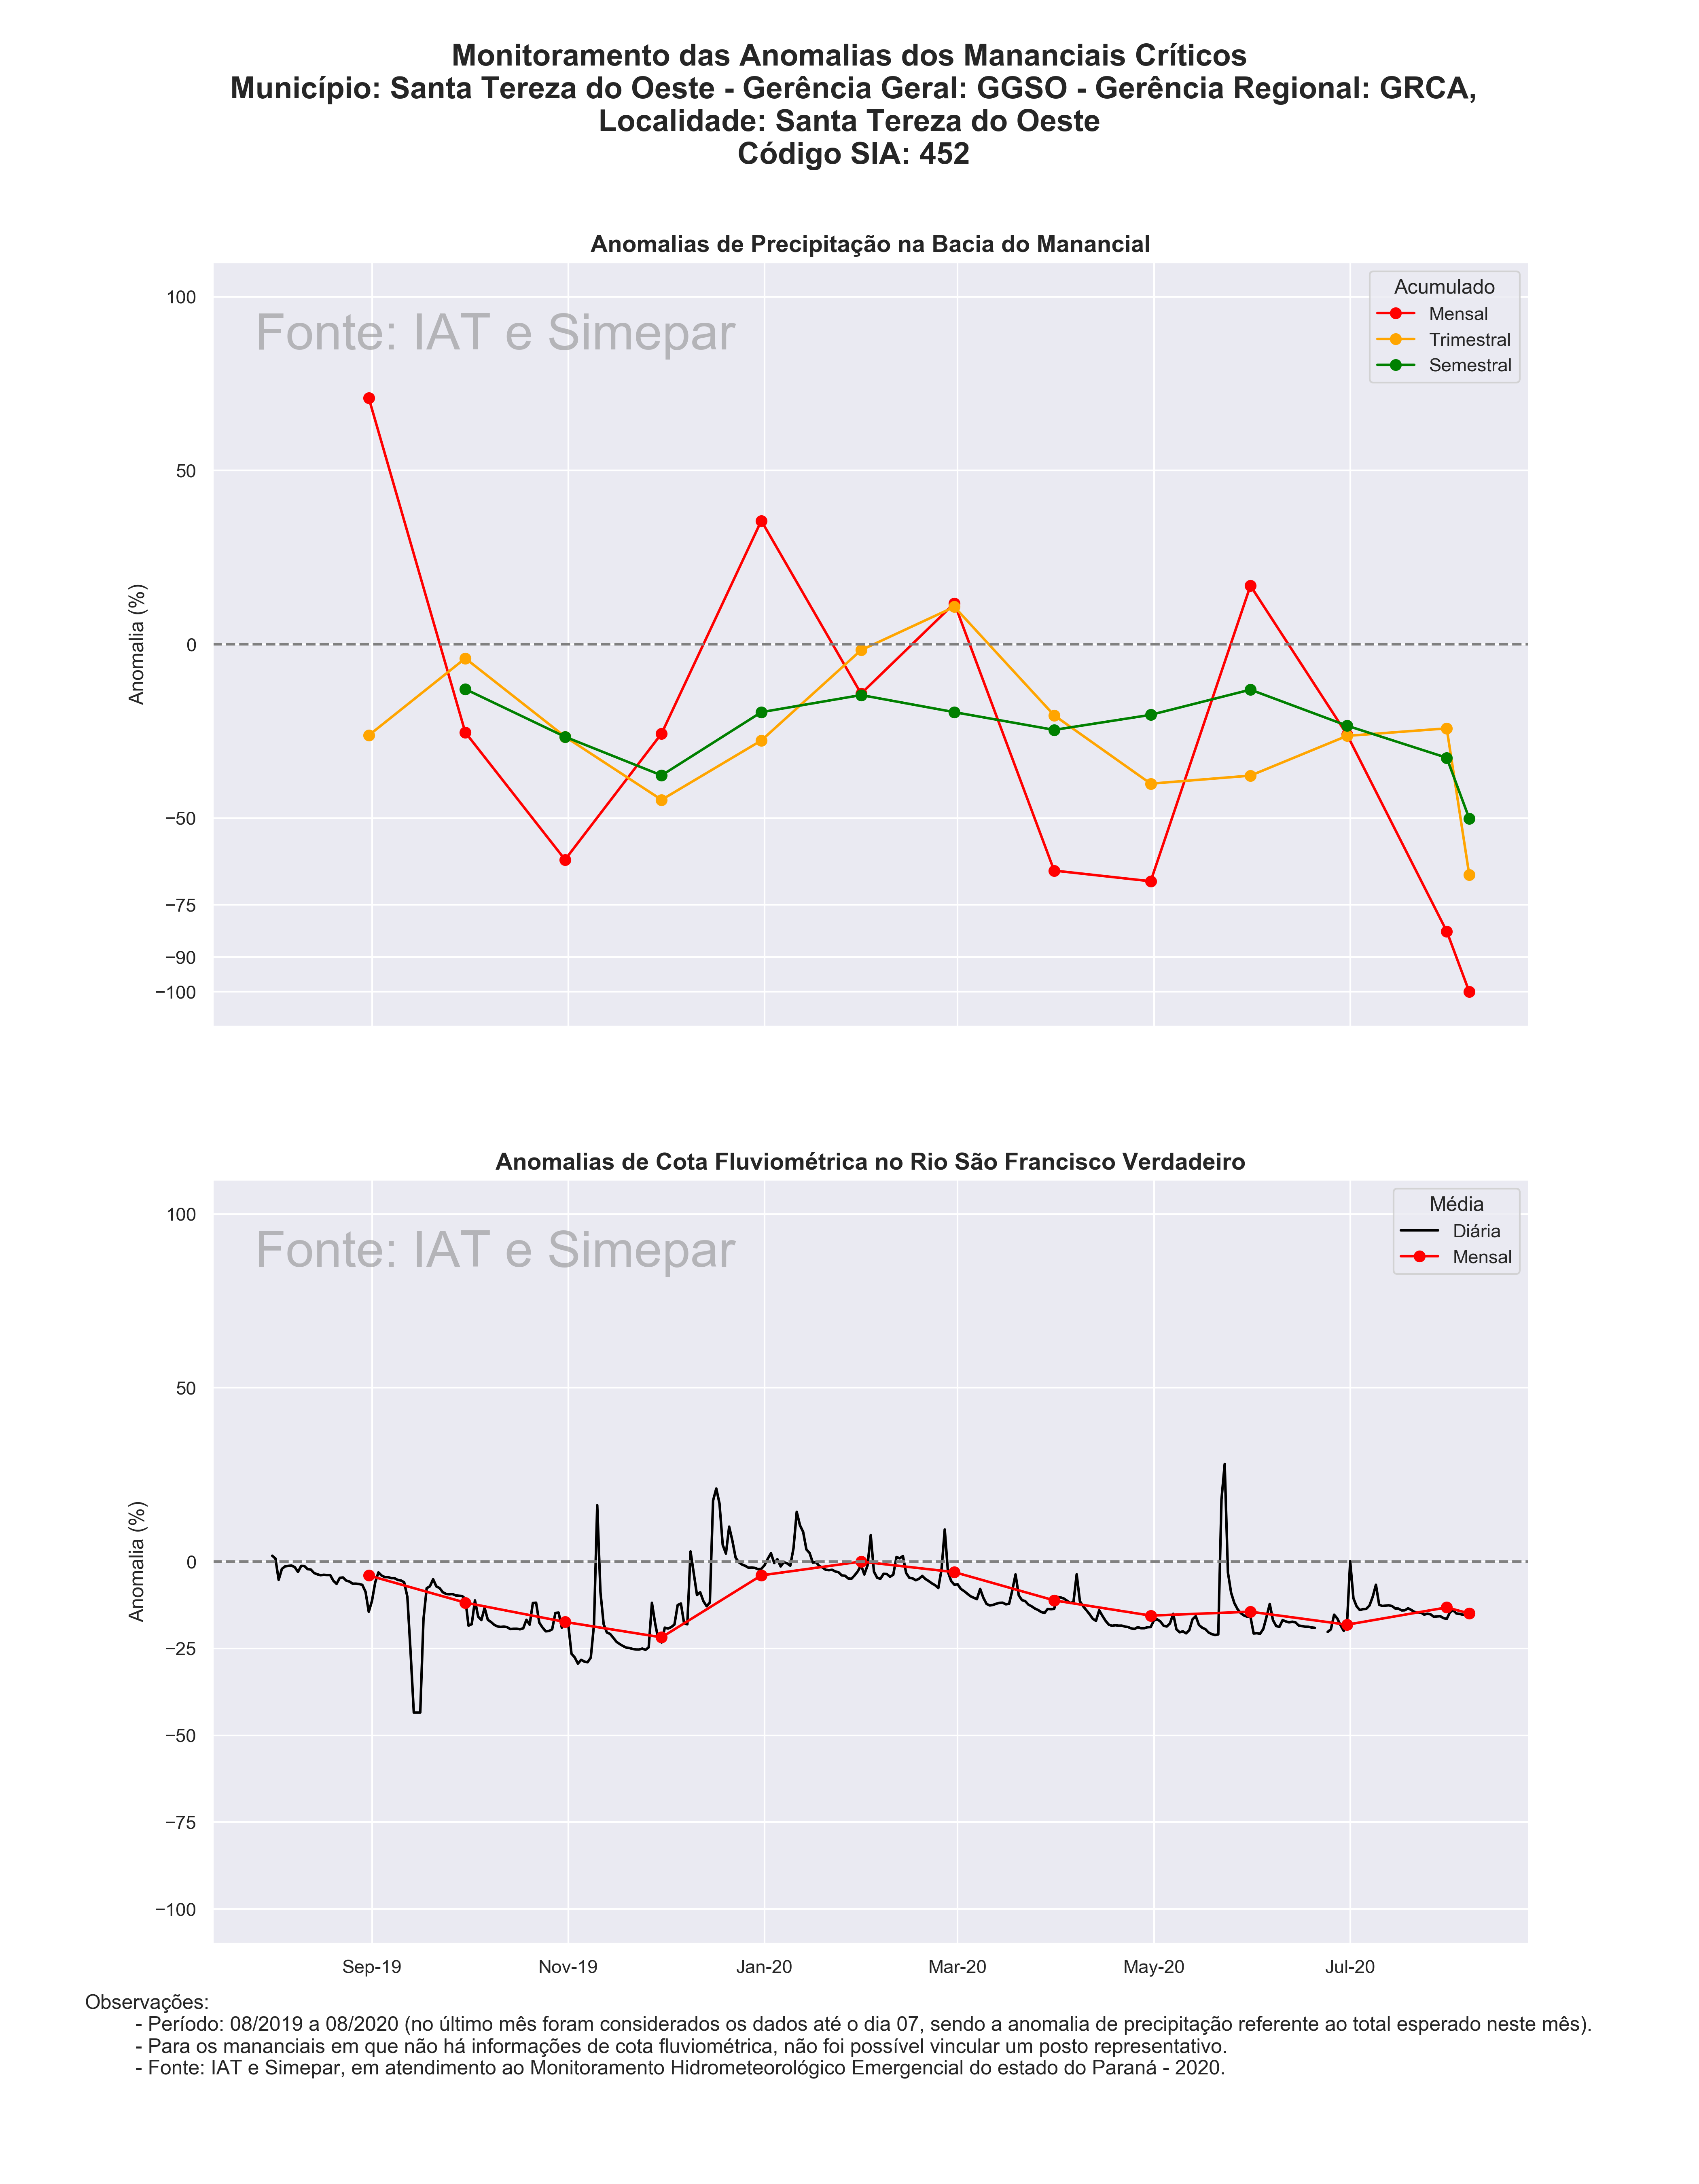 Monitoramento das Anomalias dos Mananciais Críticos
Município: Santa Tereza do Oeste - Gerência Geral: GGSO - Gerência Regional: GRCA,
Localidade: Santa Tereza do Oeste
Código SIA: 452
Anomalias de Precipitação na Bacia do Manancial
Fonte: IAT e Simepar
Acumulado
Mensal
Trimestral
Semestral
Anomalia (%)
100
50
0
−50
−75
−90
−100
Anomalias de Cota Fluviométrica no Rio São Francisco Verdadeiro
Fonte: IAT e Simepar
Média
Diária
Mensal
Anomalia (%)
100
50
0
−25
−50
−75
−100
Sep-19 Nov-19 Jan-20 Mar-20 May-20 Jul-20
Observações:
- Período: 08/2019 a 08/2020 (no último mês foram considerados os dados até o dia 07, sendo a anomalia de precipitação referente ao total esperado neste mês).
- Para os mananciais em que não há informações de cota fluviométrica, não foi possível vincular um posto representativo.
- Fonte: IAT e Simepar, em atendimento ao Monitoramento Hidrometeorológico Emergencial do estado do Paraná - 2020.